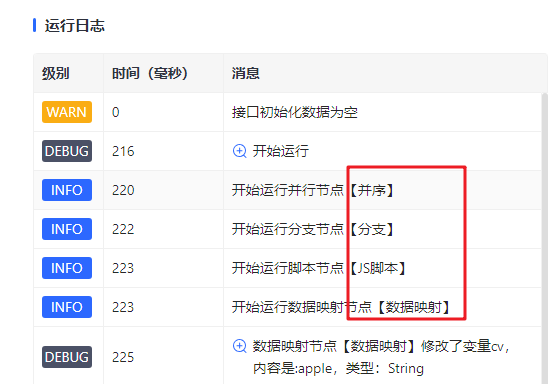 运行日志
级别 时间（毫秒） 消息
WARN 0 接口初始化数据为空
DEBUG 216 开始运行
INFO 220 开始运行并行节点【并序】
INFO 222 开始运行分支节点【分支】
INFO 223 开始运行脚本节点【JS脚本】
INFO 223 开始运行数据映射节点【数据映射】
DEBUG 225 数据映射节点【数据映射】修改了变量cv，
内容是:apple，类型：String